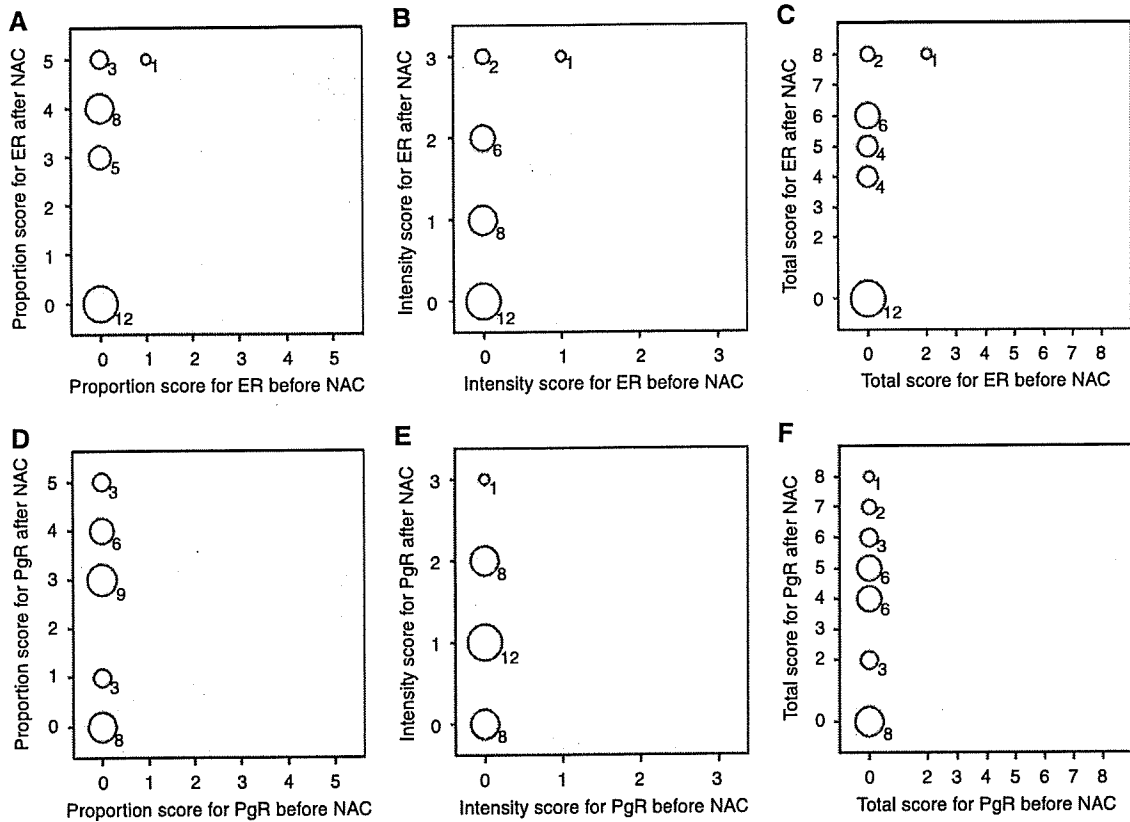 A
Proportion score for ER after NAC
5
4
3
2
1
0
3
1
8
5
12
0 1 2 3 4 5
Proportion score for ER before NAC
B
Intensity score for ER after NAC
3
2
1
0
2
1
6
8
12
0 1 2 3
Intensity score for ER before NAC
C
Total score for ER after NAC
8
7
6
5
4
3
2
0
2
1
6
4
4
12
0 2 3 4 5 6 7 8
Total score for ER before NAC
D
Proportion score for PgR after NAC
5
4
3
2
1
0
3
6
9
3
8
0 1 2 3 4 5
Proportion score for PgR before NAC
E
Intensity score for PgR after NAC
3
2
1
0
1
8
12
8
0 1 2 3
Intensity score for PgR before NAC
F
Total score for PgR after NAC
8
7
6
5
4
3
2
0
1
2
3
6
6
3
8
0 2 3 4 5 6 7 8
Total score for PgR before NAC